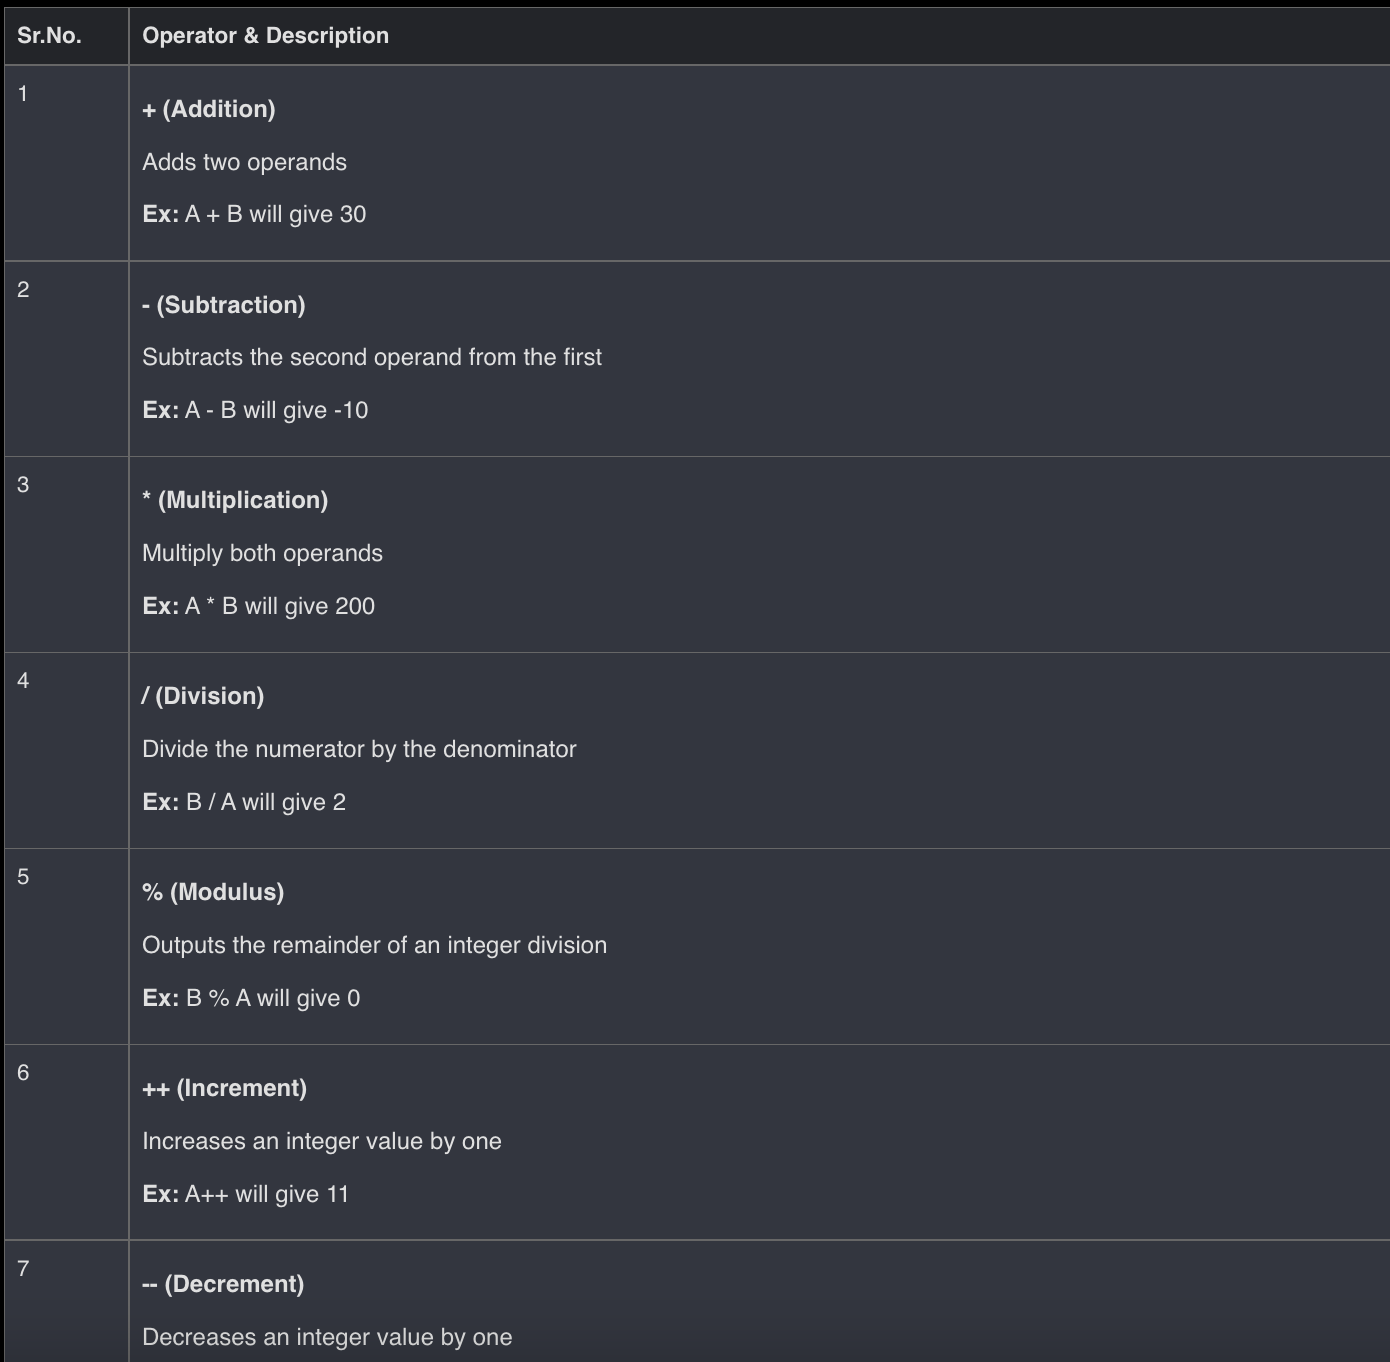 Sr.No. Operator & Description
1
+ (Addition)
Adds two operands
Ex: A + B will give 30
2
- (Subtraction)
Subtracts the second operand from the first
Ex: A - B will give -10
3
* (Multiplication)
Multiply both operands
Ex: A * B will give 200
4
/ (Division)
Divide the numerator by the denominator
Ex: B / A will give 2
5
% (Modulus)
Outputs the remainder of an integer division
Ex: B % A will give 0
6
++ (Increment)
Increases an integer value by one
Ex: A++ will give 11
7
-- (Decrement)
Decreases an integer value by one